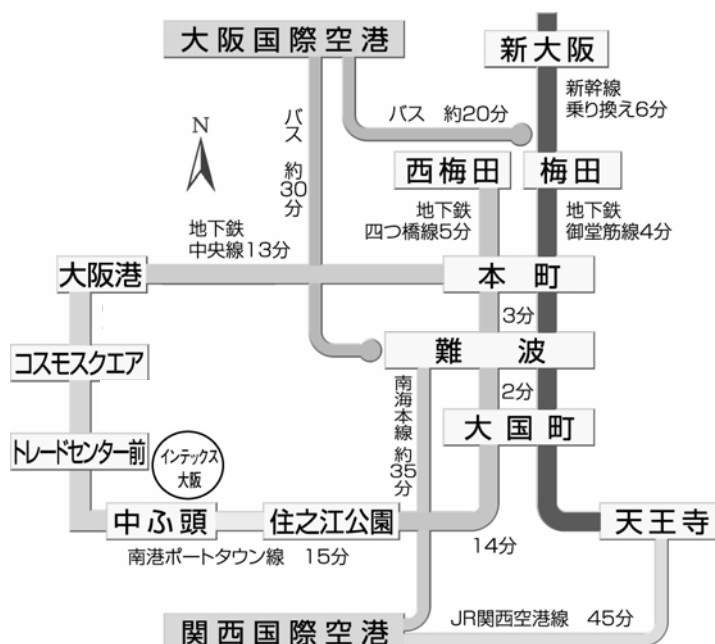 大阪国際空港
新大阪
新幹線
乗り換え6分
バス 約20分
バス 約30分
N
西梅田
梅田
地下鉄
四つ橋線5分
地下鉄
御堂筋線4分
地下鉄
中央線13分
大阪港
本町
3分
コスモスクエア
難波
2分
南海本線 約35分
大国町
トレードセンター前
インテックス
大阪
中ふ頭
住之江公園
天王寺
南港ポートタウン線 15分
14分
JR関西空港線 45分
関西国際空港